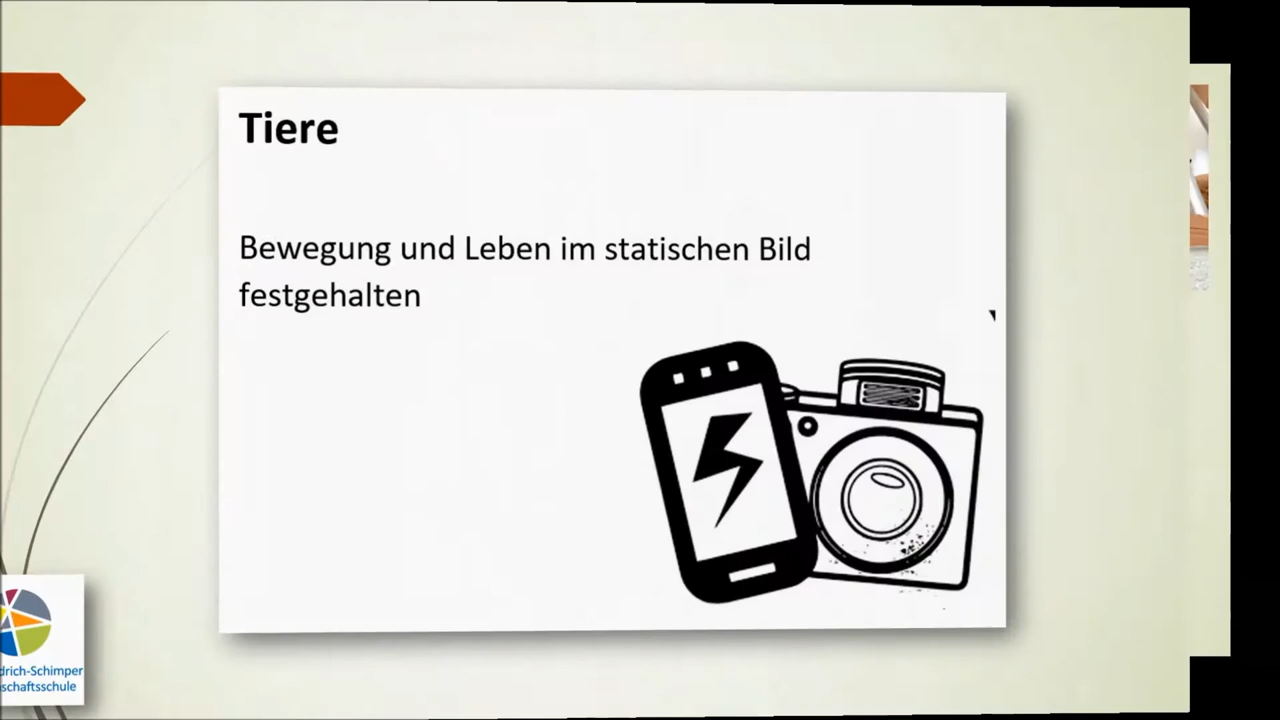 Tiere
Bewegung und Leben im statischen Bild
festgehalten
drich-Schimper
schaftsschule